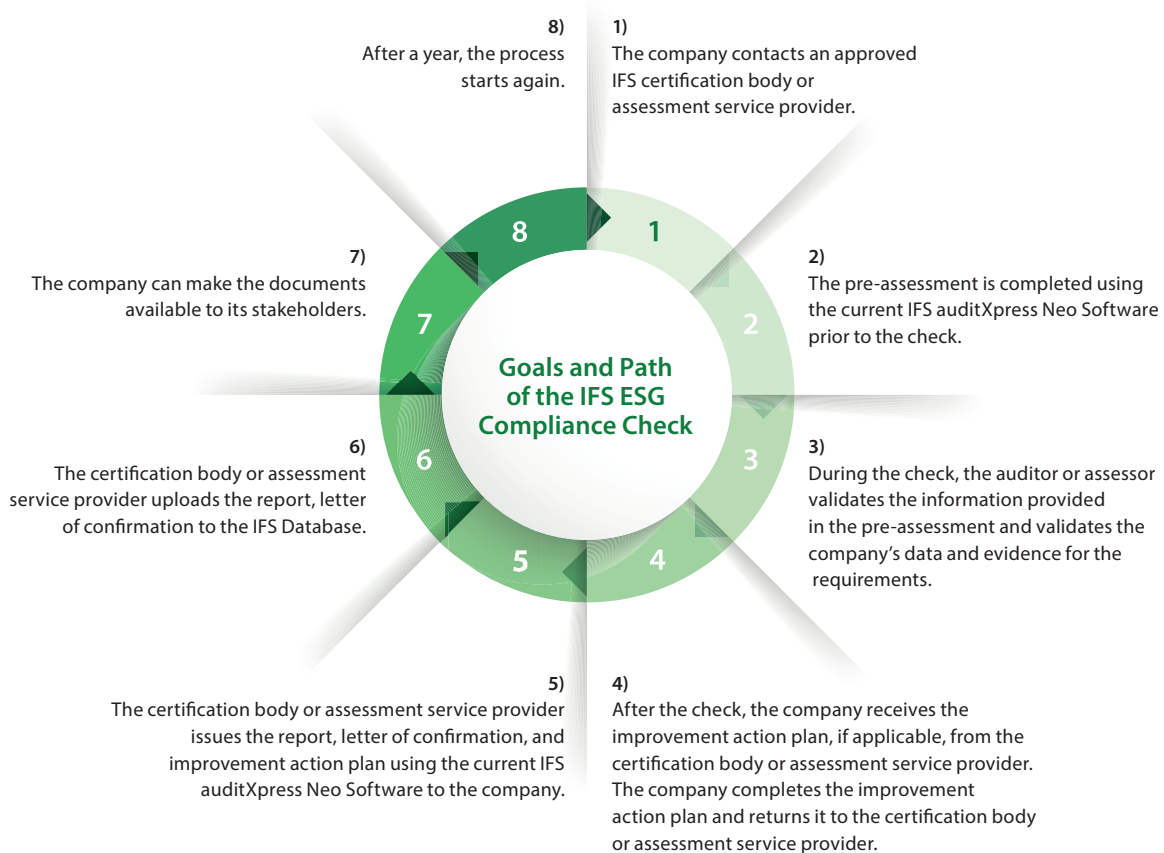 Goals and Path
of the IFS ESG
Compliance Check
1
2
3
4
5
6
7
8
1)
The company contacts an approved
IFS certification body or
assessment service provider.
2)
The pre-assessment is completed using
the current IFS auditXpress Neo Software
prior to the check.
3)
During the check, the auditor or assessor
validates the information provided
in the pre-assessment and validates the
company’s data and evidence for the
requirements.
4)
After the check, the company receives the
improvement action plan, if applicable, from the
certification body or assessment service provider.
The company completes the improvement
action plan and returns it to the certification body
or assessment service provider.
5)
The certification body or assessment service provider
issues the report, letter of confirmation, and
improvement action plan using the current IFS
auditXpress Neo Software to the company.
6)
The certification body or assessment
service provider uploads the report, letter
of confirmation to the IFS Database.
7)
The company can make the documents
available to its stakeholders.
8)
After a year, the process
starts again.